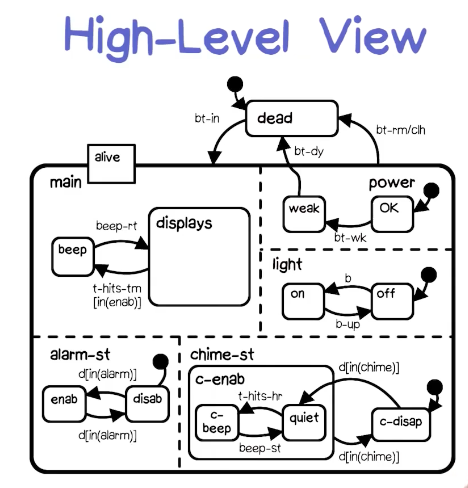 High-Level View
dead
bt-in
bt-dy
bt-rm/clh
alive
main
power
displays
weak
OK
bt-wk
beep-rt
beep
t-hits-tm
[in(enab)]
light
on
off
b
b-up
alarm-st
d[in(alarm)]
enab
disab
d[in(alarm)]
chime-st
c-enab
d[in(chime)]
t-hits-hr
c-
beep
quiet
beep-st
c-disap
d[in(chime)]